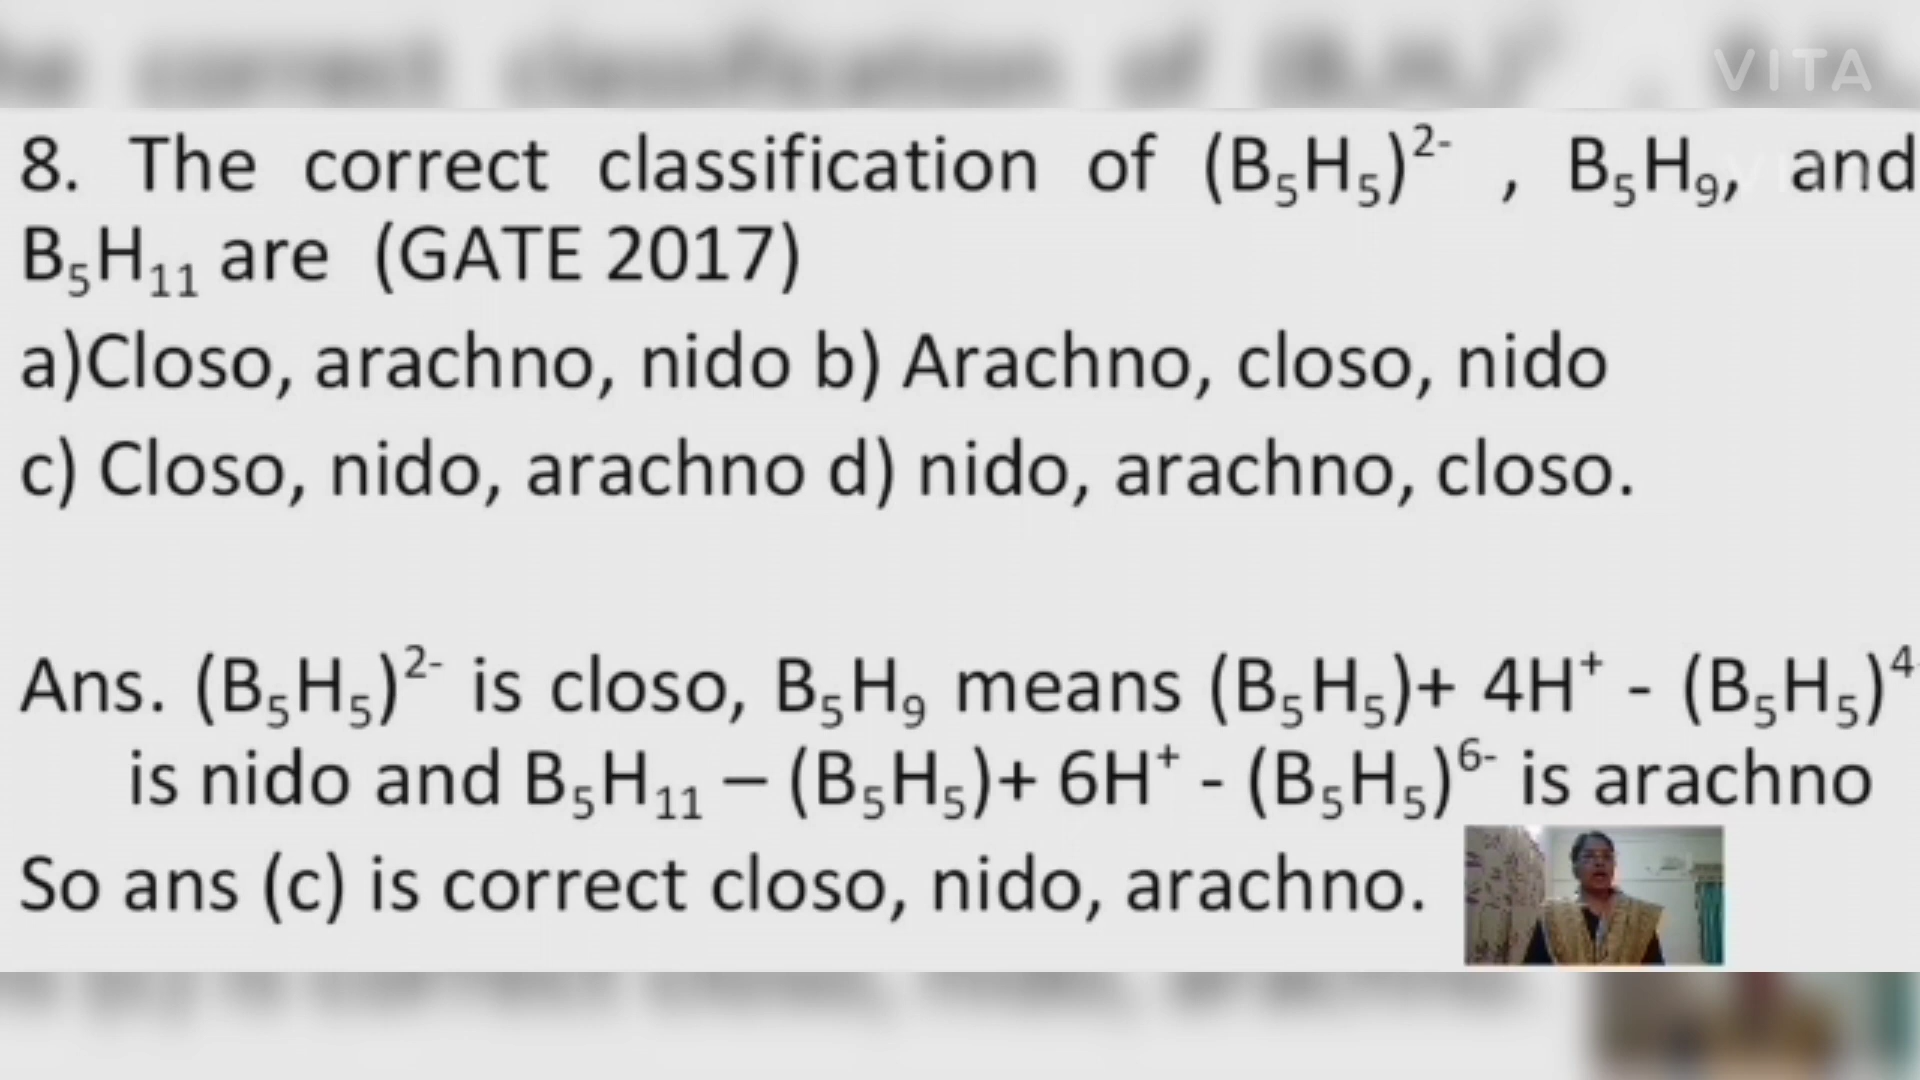 VITA
8. The correct classification of (B₅H₅)²⁻ , B₅H₉, and
B₅H₁₁ are (GATE 2017)
a)Closo, arachno, nido b) Arachno, closo, nido
c) Closo, nido, arachno d) nido, arachno, closo.
Ans. (B₅H₅)²⁻ is closo, B₅H₉ means (B₅H₅)+ 4H⁺ - (B₅H₅)⁴⁻
is nido and B₅H₁₁ – (B₅H₅)+ 6H⁺ - (B₅H₅)⁶⁻ is arachno
So ans (c) is correct closo, nido, arachno.